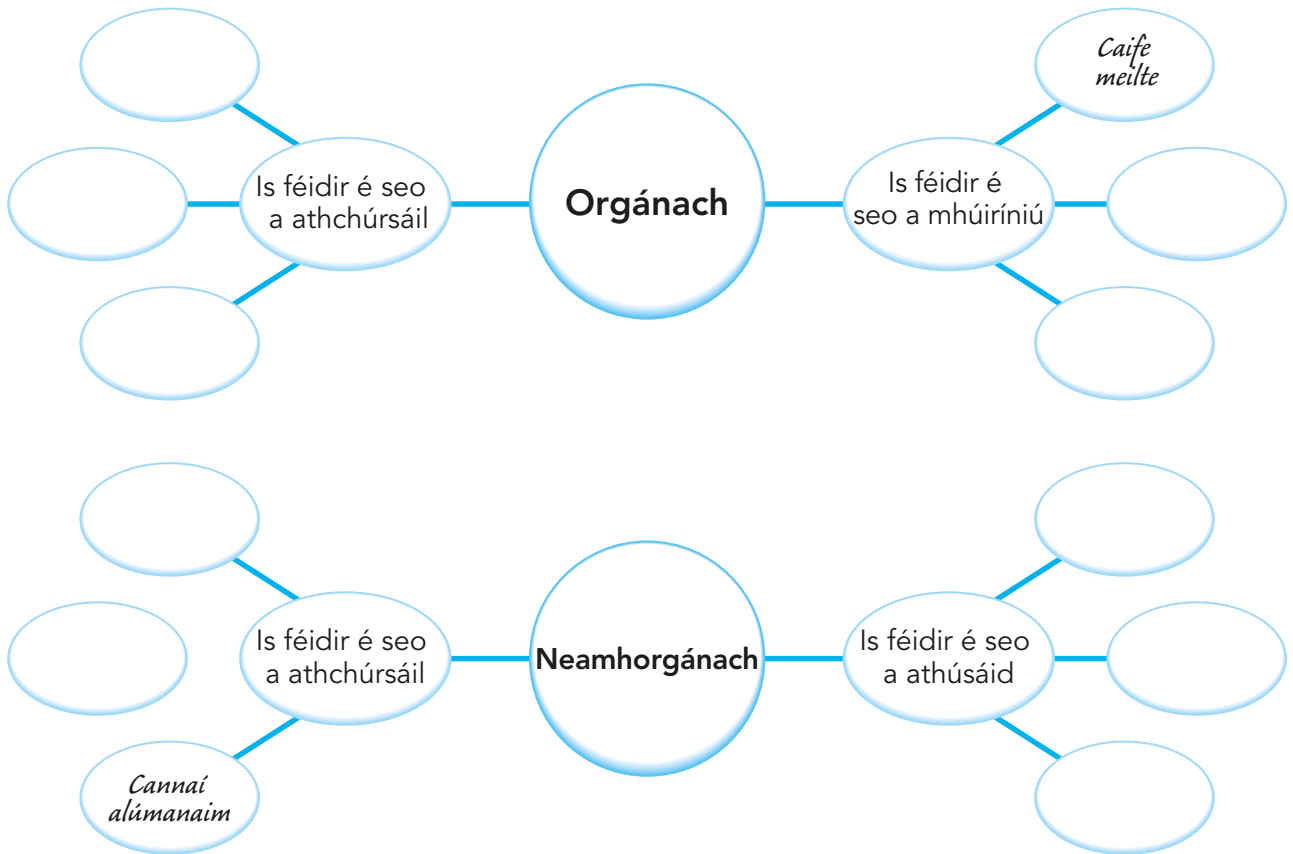 Caife
meilte
Is féidir é seo
a athchúrsáil
Orgánach
Is féidir é
seo a mhúiríniú
Is féidir é seo
a athchúrsáil
Neamhorgánach
Is féidir é seo
a athúsáid
Cannaí
alúmanaim